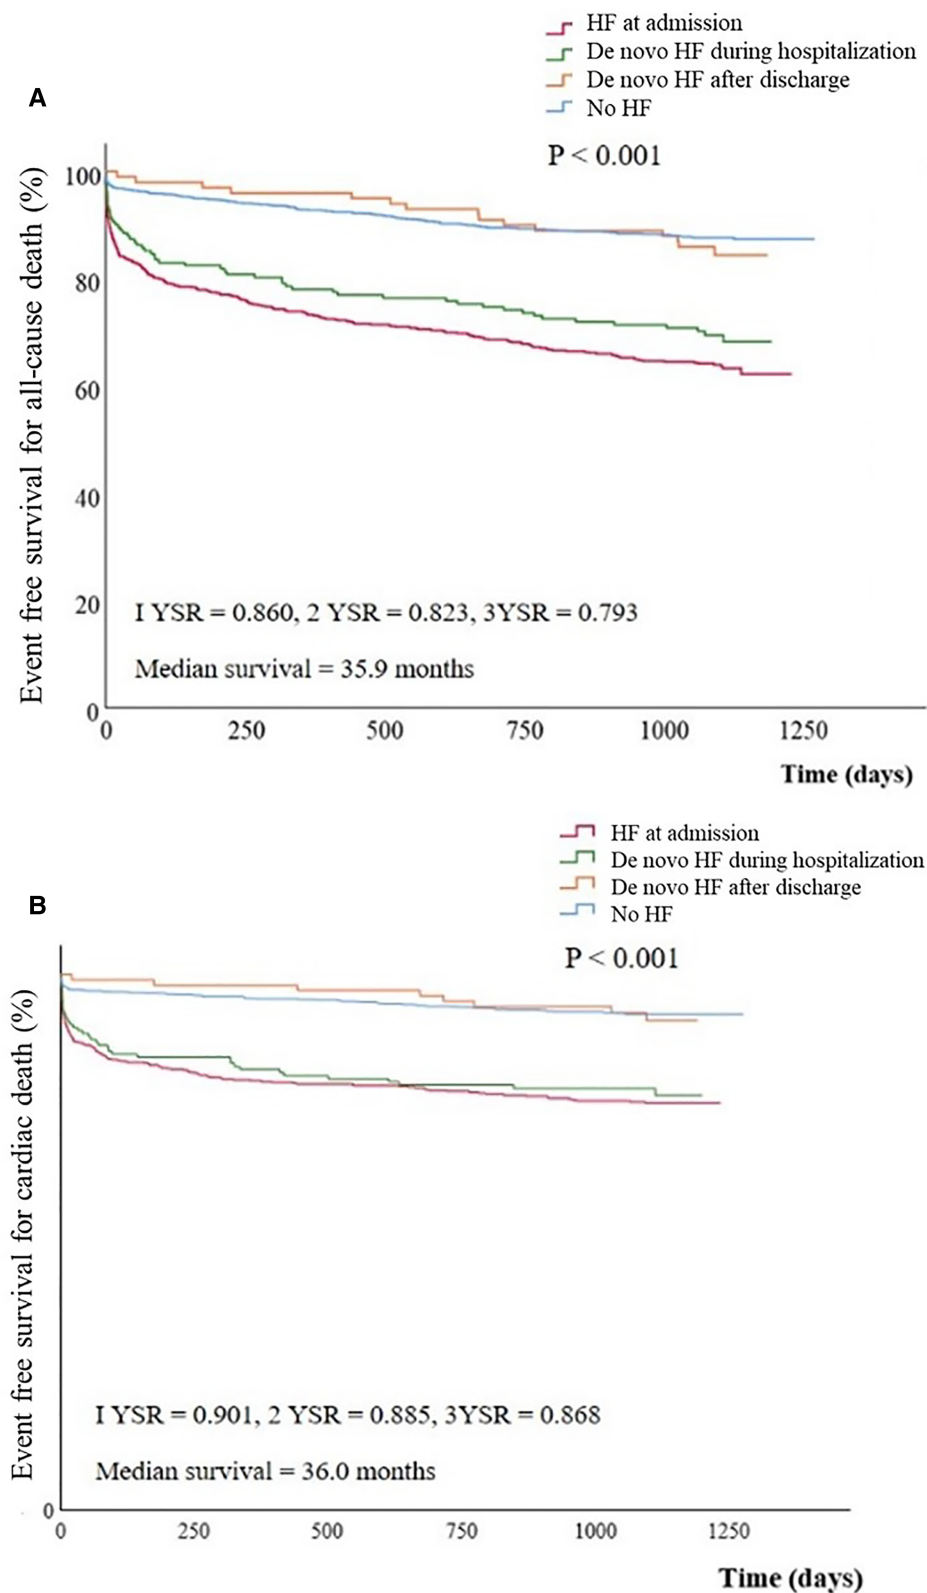 HF at admission
De novo HF during hospitalization
De novo HF after discharge
No HF
A
P < 0.001
Event free survival for all-cause death (%)
100
80
60
40
20
0
I YSR = 0.860, 2 YSR = 0.823, 3YSR = 0.793
Median survival = 35.9 months
0 250 500 750 1000 1250
Time (days)
HF at admission
De novo HF during hospitalization
De novo HF after discharge
No HF
B
P < 0.001
Event free survival for cardiac death (%)
I YSR = 0.901, 2 YSR = 0.885, 3YSR = 0.868
Median survival = 36.0 months
0
0 250 500 750 1000 1250
Time (days)